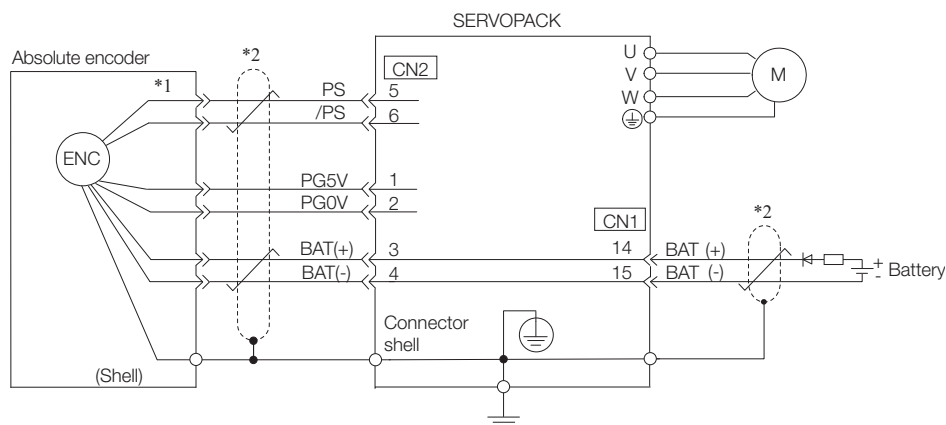 SERVOPACK
Absolute encoder
*1
*2
CN2
U
V
W
M
PS
5
/PS
6
ENC
PG5V
1
PG0V
2
CN1
*2
BAT(+)
3
14
BAT (+)
BAT(-)
4
15
BAT (-)
+
-
Battery
Connector
shell
(Shell)